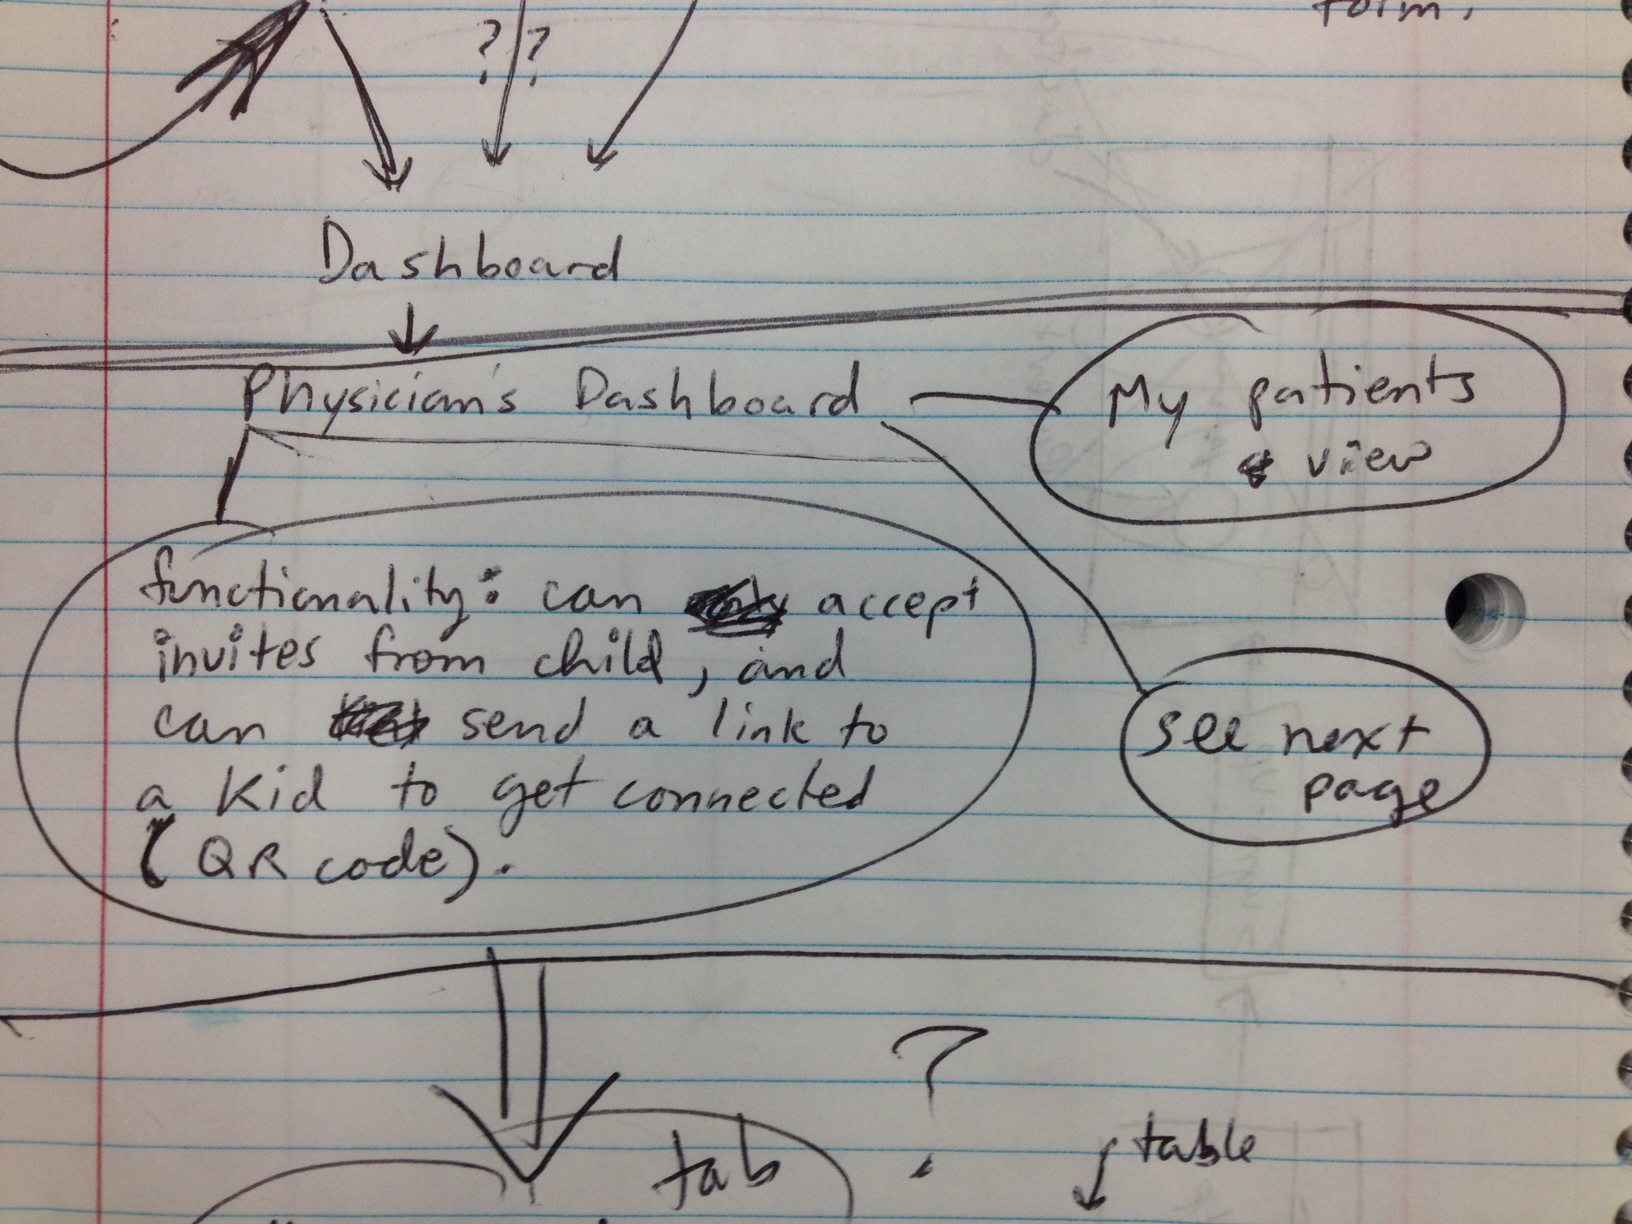 form,
??
Dashboard
Physician's Dashboard
My patients
view
functionality: can accept
invites from child, and
can send a link to
a kid to get connected
(QR code).
see next
page
tab
table